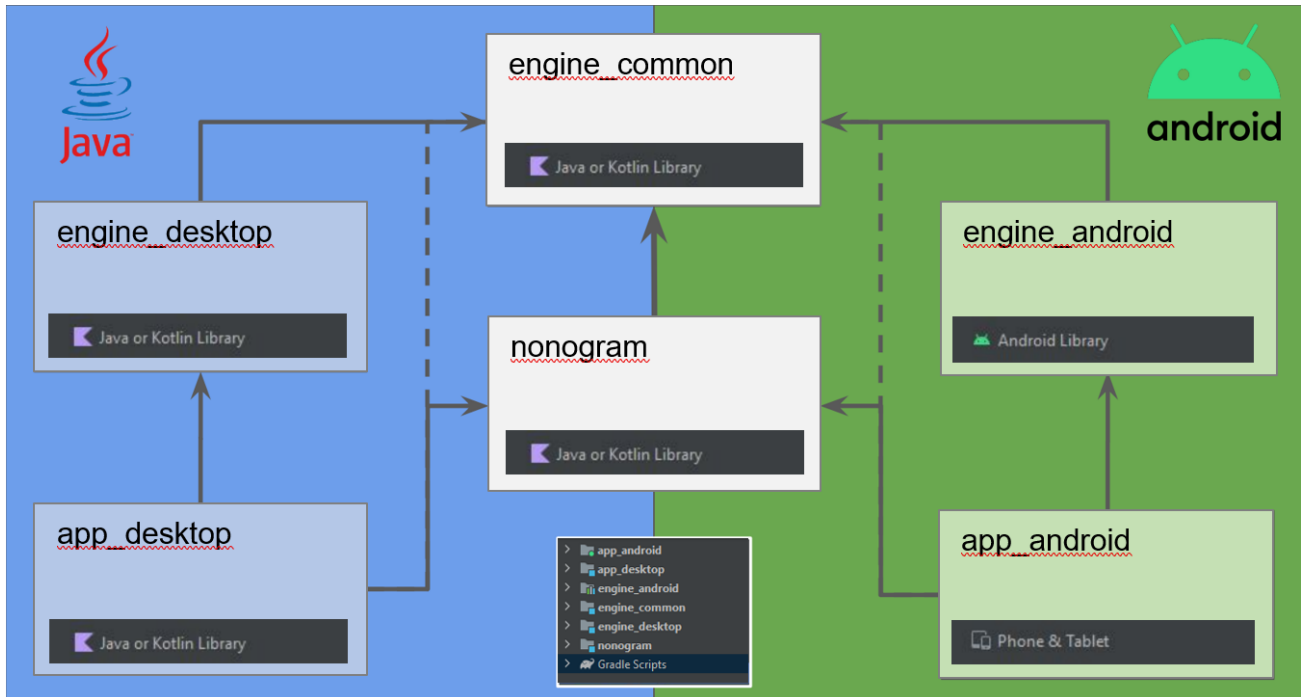 Java
engine_common
Java or Kotlin Library
android
engine_desktop
Java or Kotlin Library
engine_android
Android Library
nonogram
Java or Kotlin Library
app_desktop
Java or Kotlin Library
app_android
app_desktop
engine_android
engine_common
engine_desktop
nonogram
Gradle Scripts
app_android
Phone & Tablet